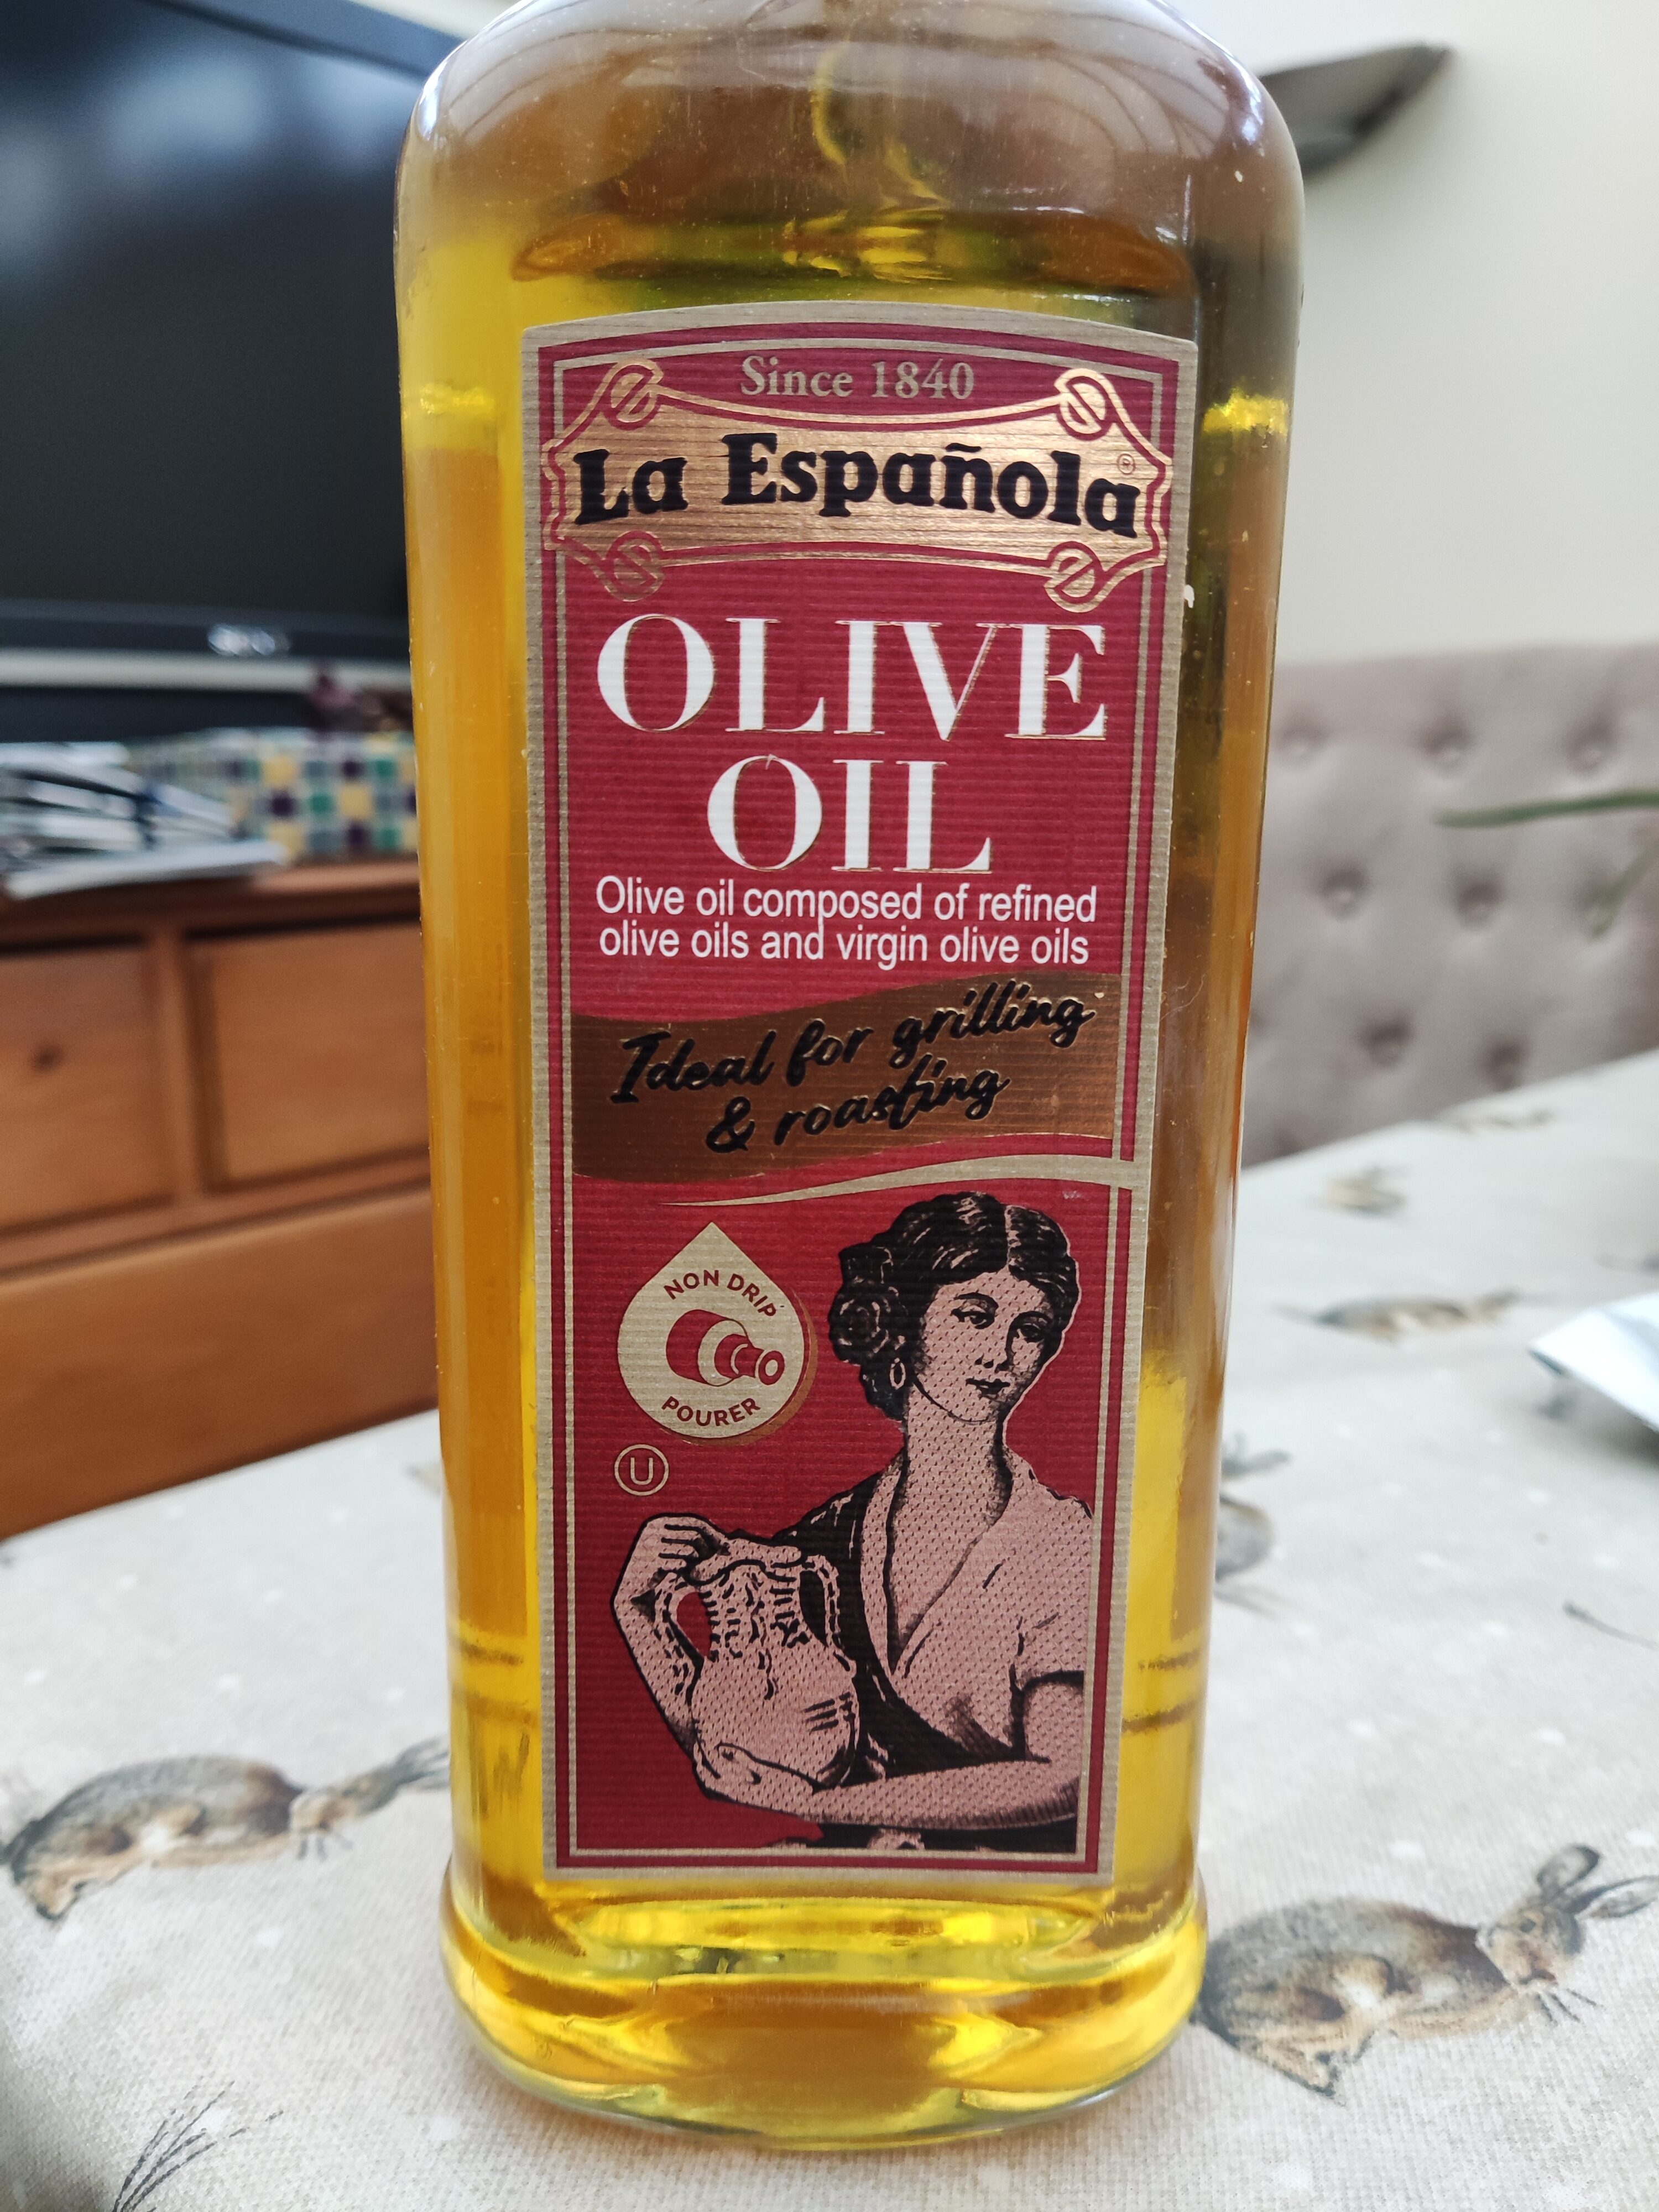 Since 1840
La Española®
OLIVE
OIL
Olive oil composed of refined
olive oils and virgin olive oils
Ideal for grilling
& roasting
NON DRIP
POURER
U